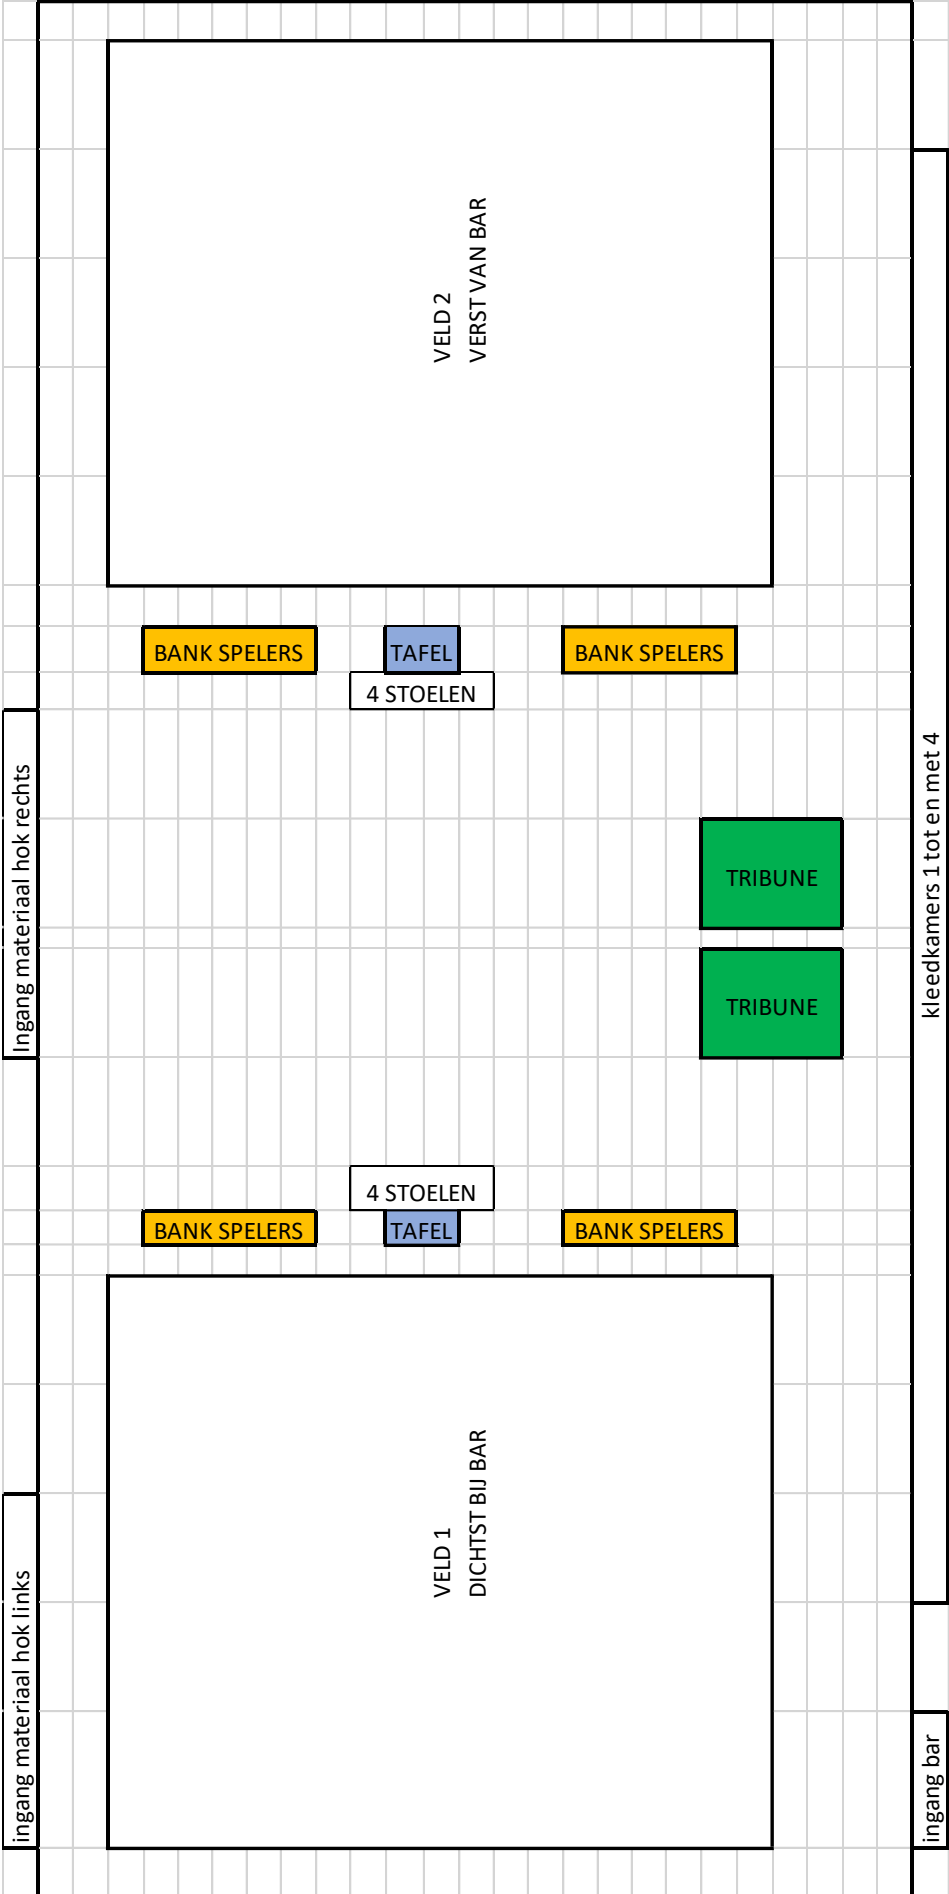 VELD 2
VERST VAN BAR
BANK SPELERS
TAFEL
BANK SPELERS
4 STOELEN
Ingang materiaal hok rechts
kleedkamers 1 tot en met 4
TRIBUNE
TRIBUNE
4 STOELEN
BANK SPELERS
TAFEL
BANK SPELERS
VELD 1
DICHTST BIJ BAR
ingang materiaal hok links
ingang bar